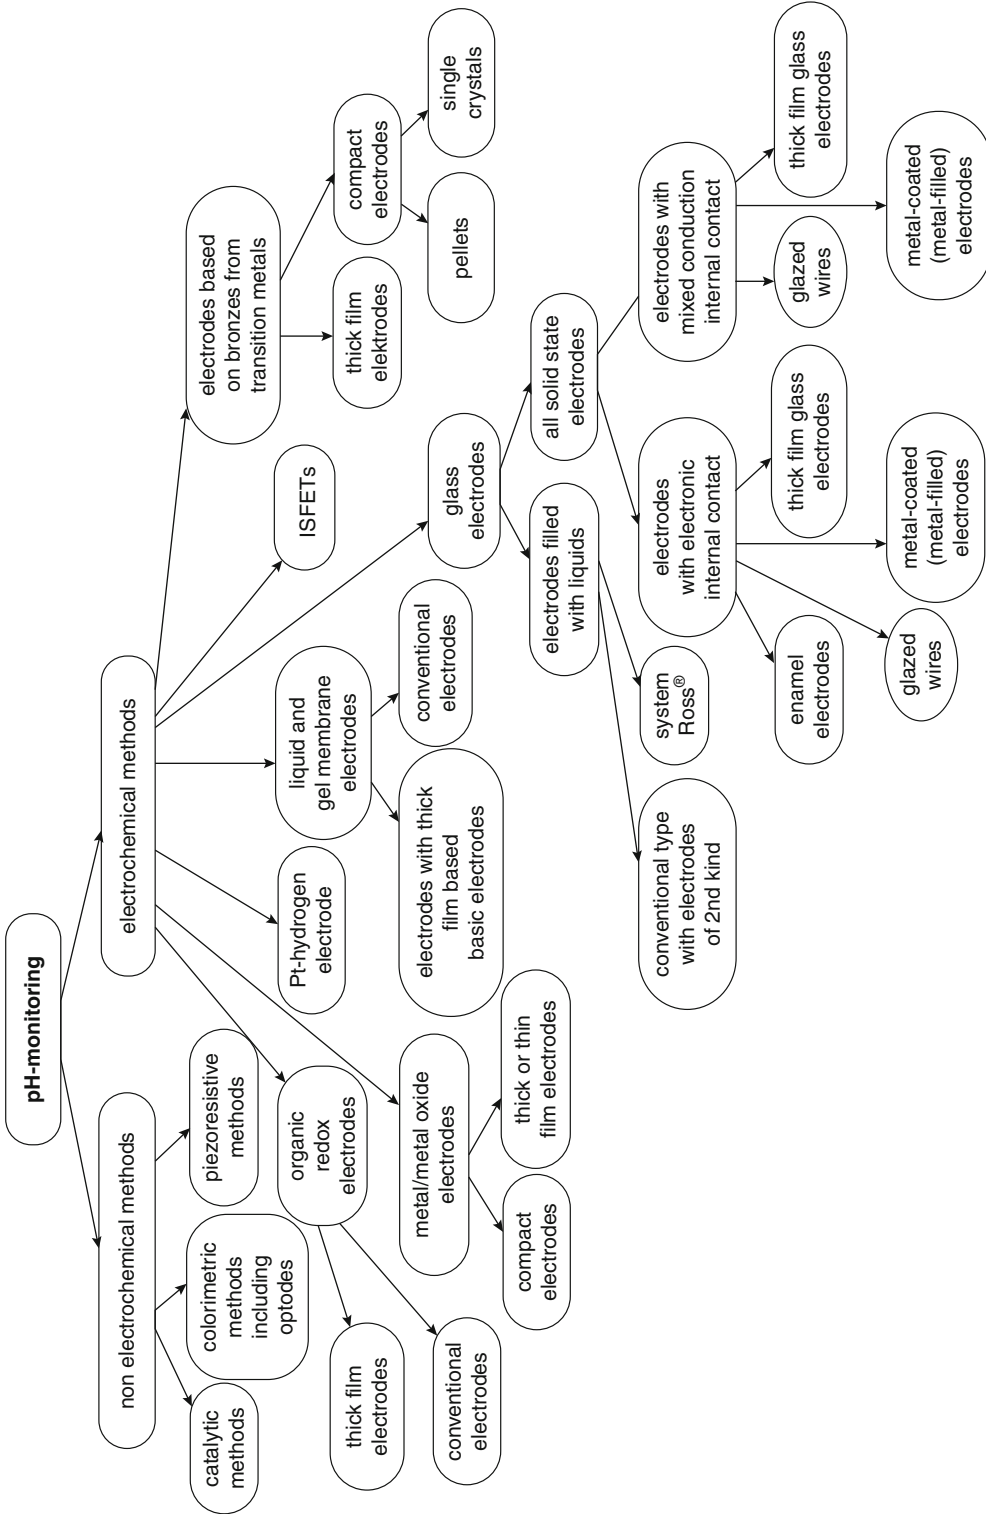 pH-monitoring
non electrochemical methods
electrochemical methods
catalytic
methods
colorimetric
methods
including
optodes
piezoresistive
methods
organic
redox
electrodes
thick film
electrodes
conventional
electrodes
metal/metal oxide
electrodes
compact
electrodes
thick or thin
film electrodes
Pt-hydrogen
electrode
liquid and
gel membrane
electrodes
electrodes with thick
film based
basic electrodes
conventional
electrodes
glass
electrodes
ISFETs
electrodes based
on bronzes from
transition metals
thick film
elektrodes
compact
electrodes
pellets
single
crystals
electrodes filled
with liquids
all solid state
electrodes
conventional type
with electrodes
of 2nd kind
system
Ross®
electrodes
with electronic
internal contact
electrodes with
mixed conduction
internal contact
enamel
electrodes
glazed
wires
metal-coated
(metal-filled)
electrodes
thick film glass
electrodes
glazed
wires
metal-coated
(metal-filled)
electrodes
thick film glass
electrodes